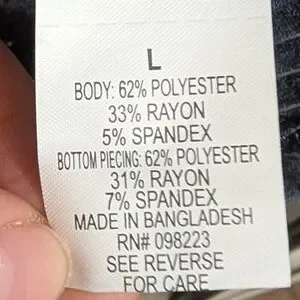 L
BODY: 62% POLYESTER
33% RAYON
5% SPANDEX
BOTTOM PIECING: 62% POLYESTER
31% RAYON
7% SPANDEX
MADE IN BANGLADESH
RN# 098223
SEE REVERSE
FOR CARE